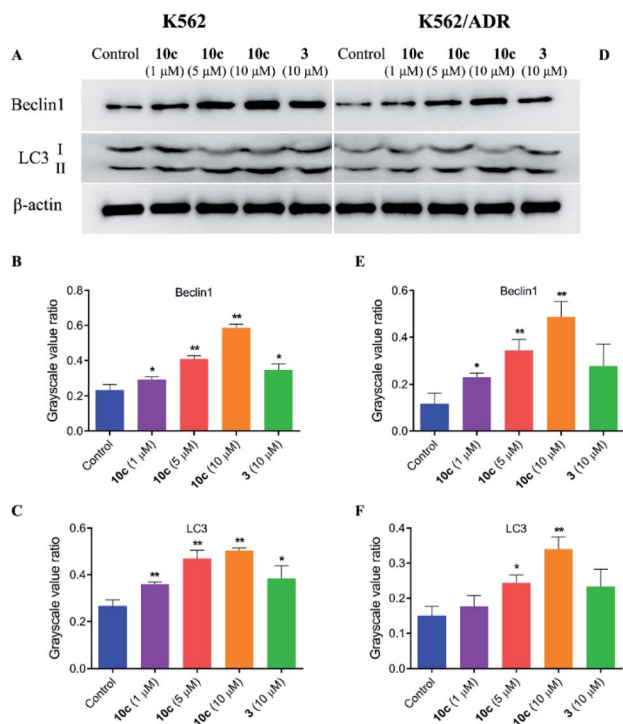 K562 K562/ADR
A Control 10c 10c 10c 3 Control 10c 10c 10c 3 D
(1 μM) (5 μM) (10 μM) (10 μM) (1 μM) (5 μM) (10 μM) (10 μM)
Beclin1
LC3 I
II
β-actin
B
Beclin1
Grayscale value ratio
0.8
0.6
0.4
0.2
0.0
* ** ** *
Control 10c (1 μM) 10c (5 μM) 10c (10 μM) 3 (10 μM)
E
Beclin1
Grayscale value ratio
0.6
0.4
0.2
0.0
* ** **
Control 10c (1 μM) 10c (5 μM) 10c (10 μM) 3 (10 μM)
C
LC3
Grayscale value ratio
0.6
0.4
0.2
0.0
** ** ** *
Control 10c (1 μM) 10c (5 μM) 10c (10 μM) 3 (10 μM)
F
LC3
Grayscale value ratio
0.4
0.3
0.2
0.1
0.0
* **
Control 10c (1 μM) 10c (5 μM) 10c (10 μM) 3 (10 μM)